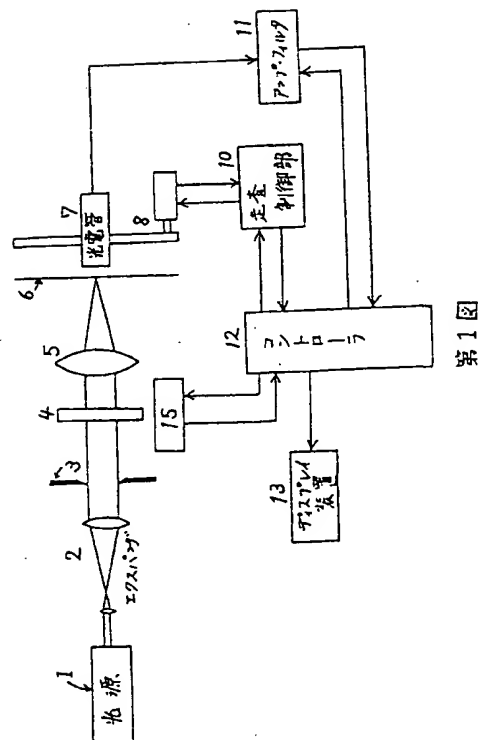 1
光源
2
エクスパンダ
3
4
5
6
7
光電管
8
10
走査
制御部
11
アンプ・フィルタ
12
コントローラ
15
13
ディスプレイ
装置
第1図